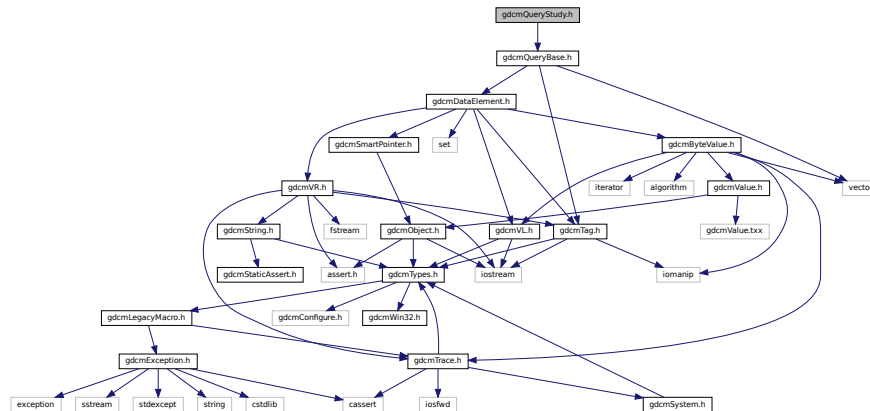 gdcmQueryStudy.h
gdcmQueryBase.h
gdcmDataElement.h
gdcmSmartPointer.h
set
gdcmByteValue.h
gdcmVR.h
iterator
algorithm
gdcmValue.h
vecto
gdcmString.h
fstream
gdcmObject.h
gdcmVL.h
gdcmTag.h
gdcmValue.txx
gdcmStaticAssert.h
assert.h
gdcmTypes.h
iostream
iomanip
gdcmLegacyMacro.h
gdcmConfigure.h
gdcmWin32.h
gdcmException.h
gdcmTrace.h
exception
sstream
stdexcept
string
cstdlib
cassert
iosfwd
gdcmSystem.h